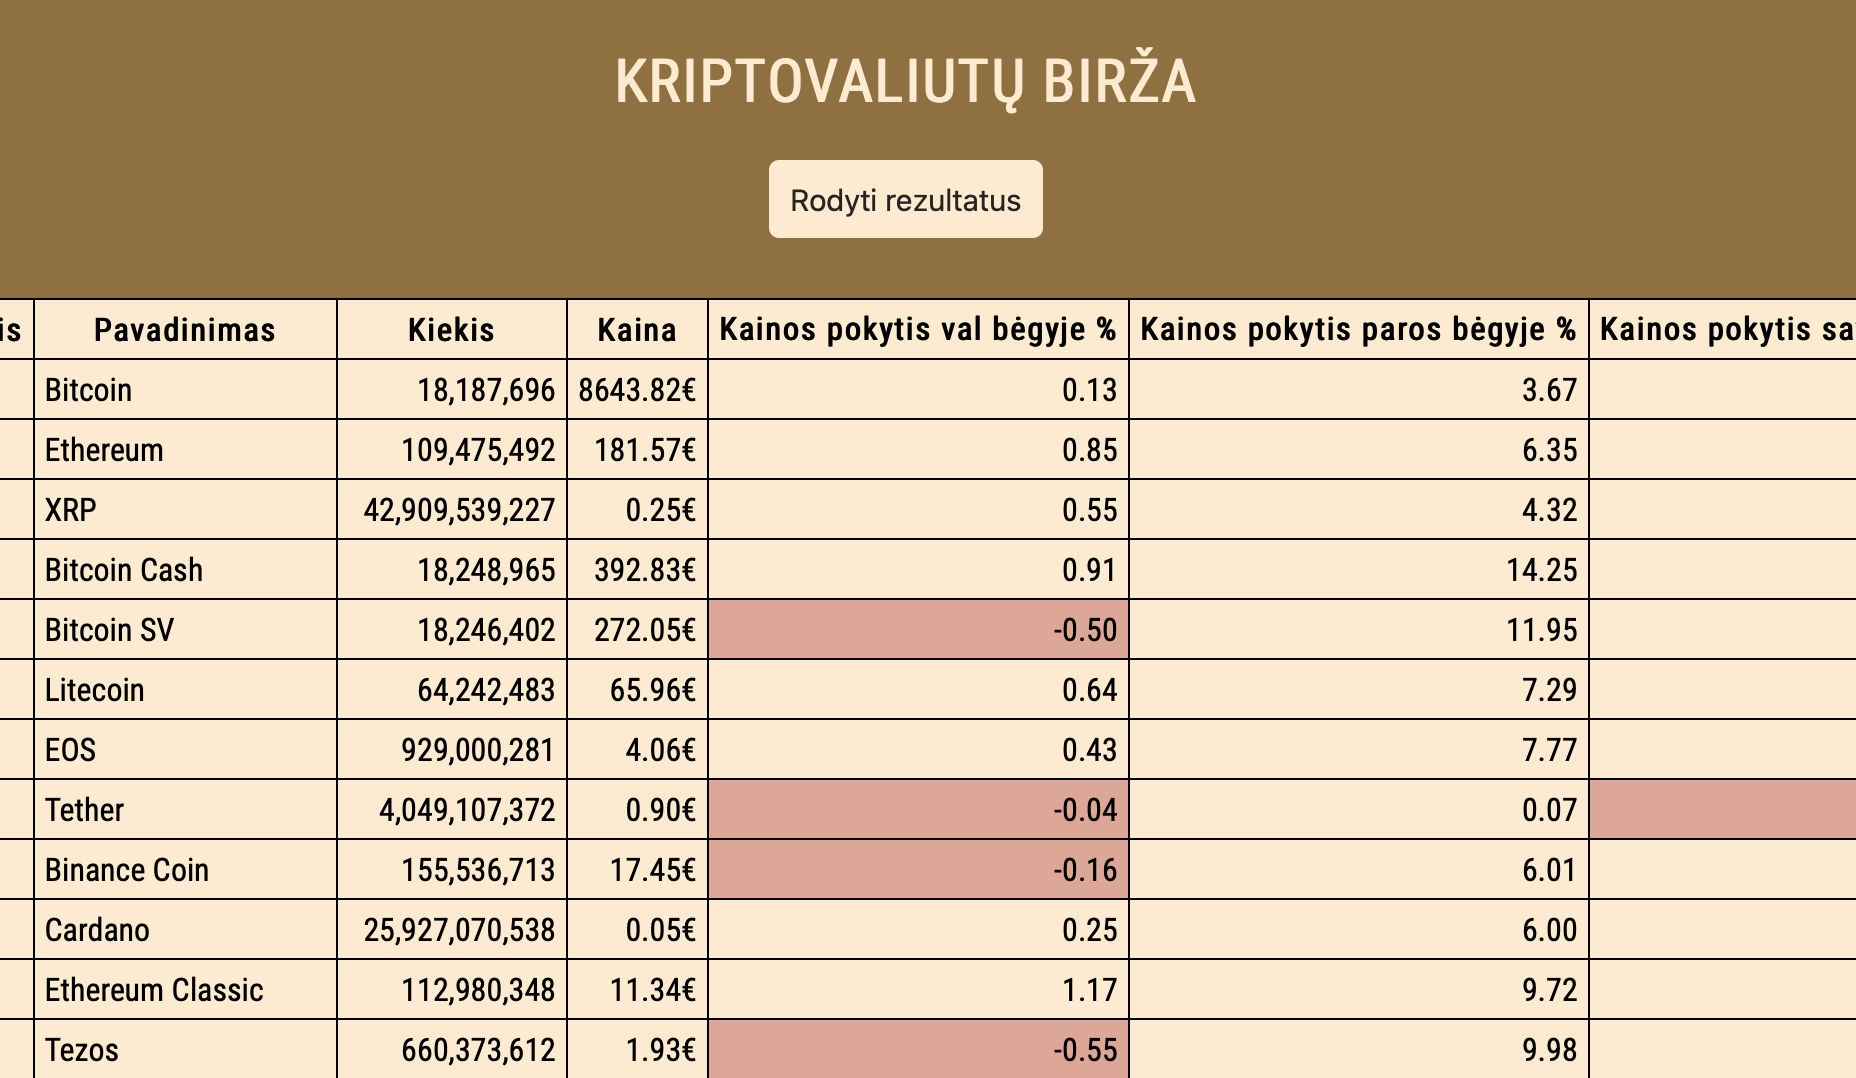 KRIPTOVALIUTŲ BIRŽA
Rodyti rezultatus
is Pavadinimas Kiekis Kaina Kainos pokytis val bėgyje % Kainos pokytis paros bėgyje % Kainos pokytis sa
Bitcoin 18,187,696 8643.82€ 0.13 3.67
Ethereum 109,475,492 181.57€ 0.85 6.35
XRP 42,909,539,227 0.25€ 0.55 4.32
Bitcoin Cash 18,248,965 392.83€ 0.91 14.25
Bitcoin SV 18,246,402 272.05€ -0.50 11.95
Litecoin 64,242,483 65.96€ 0.64 7.29
EOS 929,000,281 4.06€ 0.43 7.77
Tether 4,049,107,372 0.90€ -0.04 0.07
Binance Coin 155,536,713 17.45€ -0.16 6.01
Cardano 25,927,070,538 0.05€ 0.25 6.00
Ethereum Classic 112,980,348 11.34€ 1.17 9.72
Tezos 660,373,612 1.93€ -0.55 9.98